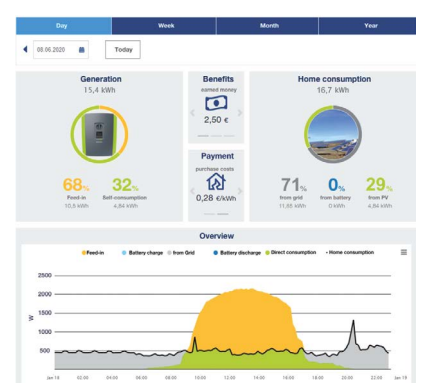 Day Week Month Year
08.06.2020 Today
Generation
15,4 kWh
68% 32%
Feed-in Self-consumption
10,6 kWh 4,84 kWh
Benefits
earned money
2,50 €
Payment
purchase costs
0,28 €/kWh
Home consumption
16,7 kWh
71% 0% 29%
from grid from battery from PV
11,85 kWh 0 kWh 4,84 kWh
Overview
Feed-in Battery charge from Grid Battery discharge Direct consumption Home consumption
W
2500
2000
1500
1000
500
Jan 18 02:00 04:00 06:00 08:00 10:00 12:00 14:00 16:00 18:00 20:00 22:00 Jan 19